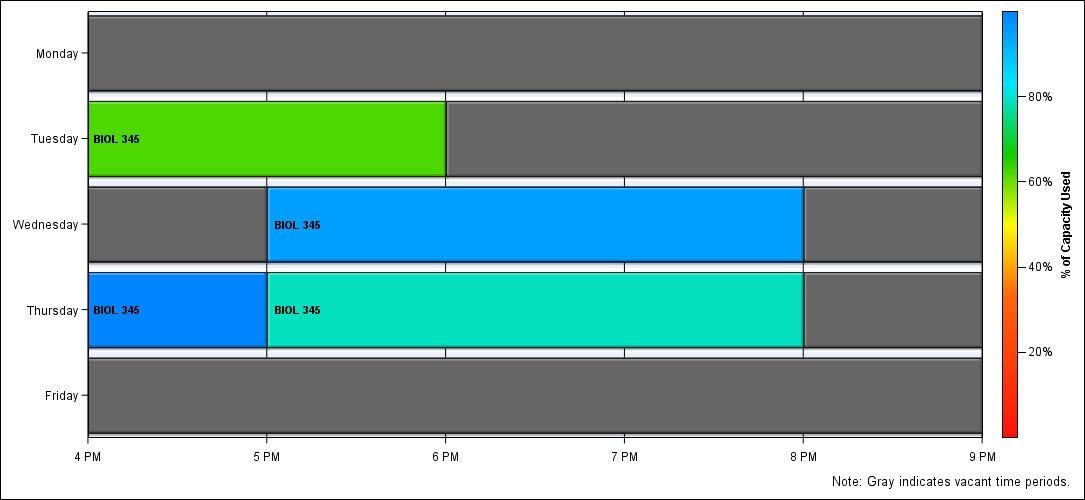 Monday
Tuesday
BIOL 345
Wednesday
BIOL 345
Thursday
BIOL 345
BIOL 345
Friday
4 PM
5 PM
6 PM
7 PM
8 PM
9 PM
80%
60%
40%
20%
% of Capacity Used
Note: Gray indicates vacant time periods.